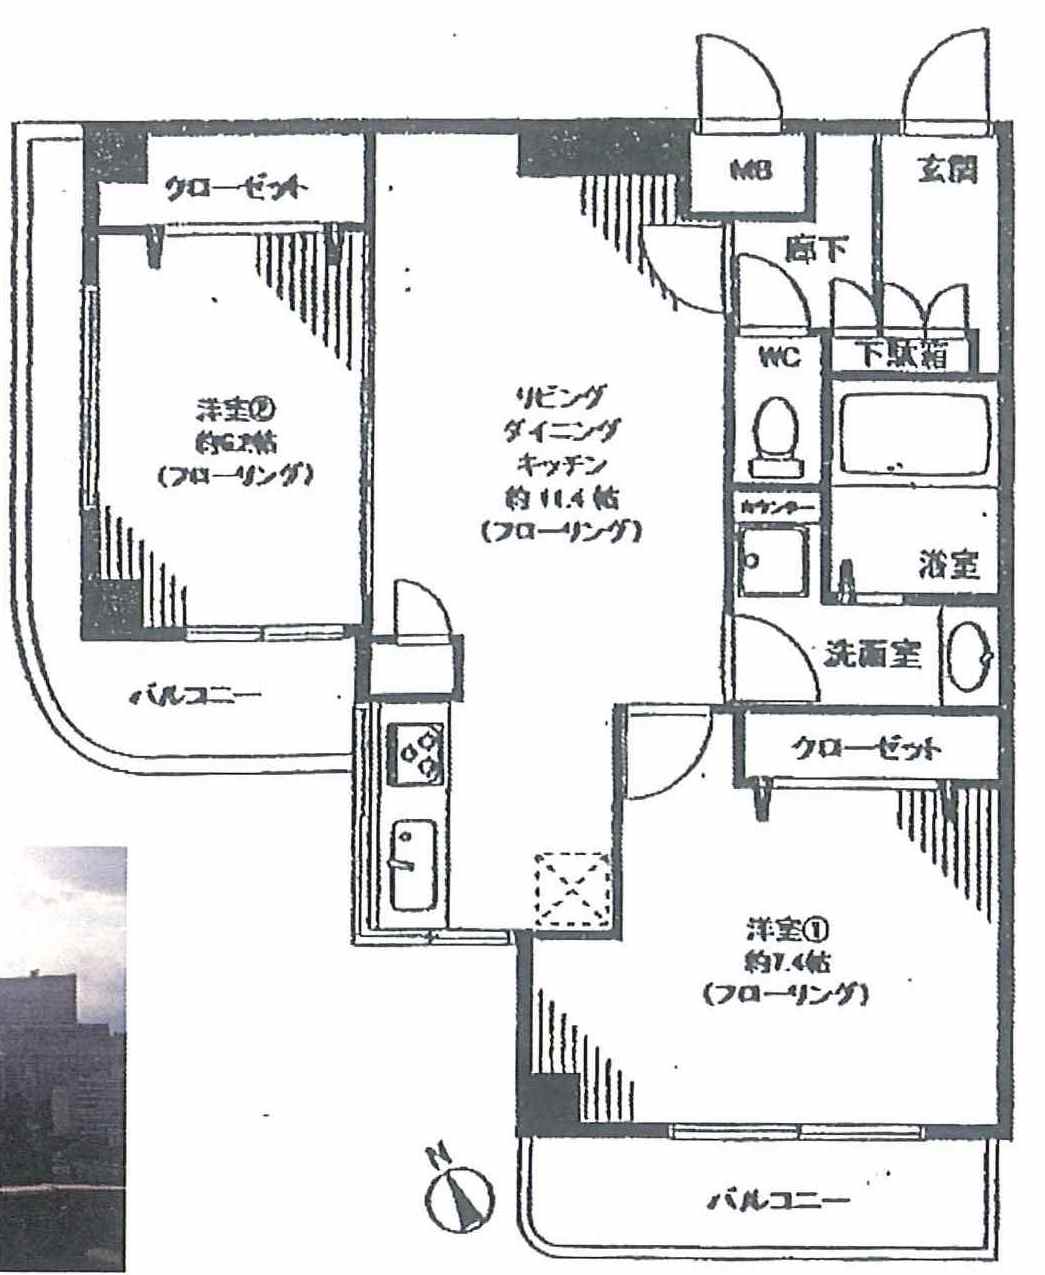 MB
玄関
クローゼット
廊下
WC
下駄箱
洋室②
約6.2帖
(フローリング)
リビング
ダイニング
キッチン
約11.4帖
(フローリング)
カウンター
浴室
洗面室
バルコニー
クローゼット
洋室①
約7.4帖
(フローリング)
N
バルコニー